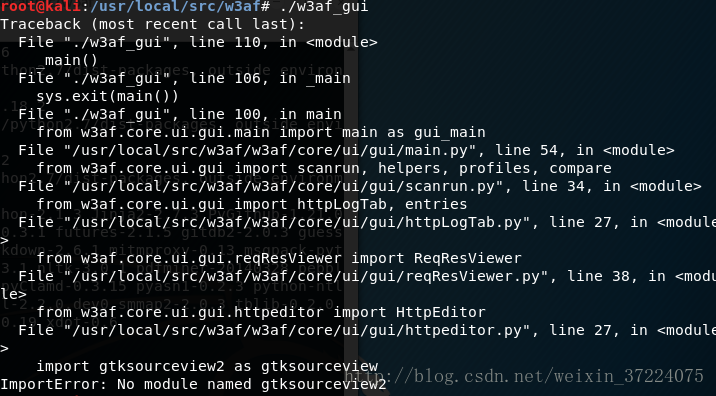 root@kali:/usr/local/src/w3af# ./w3af_gui
Traceback (most recent call last):
  File "./w3af_gui", line 110, in <module>
    _main()
  File "./w3af_gui", line 106, in _main
    sys.exit(main())
  File "./w3af_gui", line 100, in main
    from w3af.core.ui.gui.main import main as gui_main
  File "/usr/local/src/w3af/w3af/core/ui/gui/main.py", line 54, in <module>
    from w3af.core.ui.gui import scanrun, helpers, profiles, compare
  File "/usr/local/src/w3af/w3af/core/ui/gui/scanrun.py", line 34, in <module>
    from w3af.core.ui.gui import httpLogTab, entries
  File "/usr/local/src/w3af/w3af/core/ui/gui/httpLogTab.py", line 27, in <module
>
    from w3af.core.ui.gui.reqResViewer import ReqResViewer
  File "/usr/local/src/w3af/w3af/core/ui/gui/reqResViewer.py", line 38, in <modu
le>
    from w3af.core.ui.gui.httpeditor import HttpEditor
  File "/usr/local/src/w3af/w3af/core/ui/gui/httpeditor.py", line 27, in <module
>
    import gtksourceview2 as gtksourceview
ImportError: No module named gtksourceview2
http://blog.csdn.net/weixin_37224075